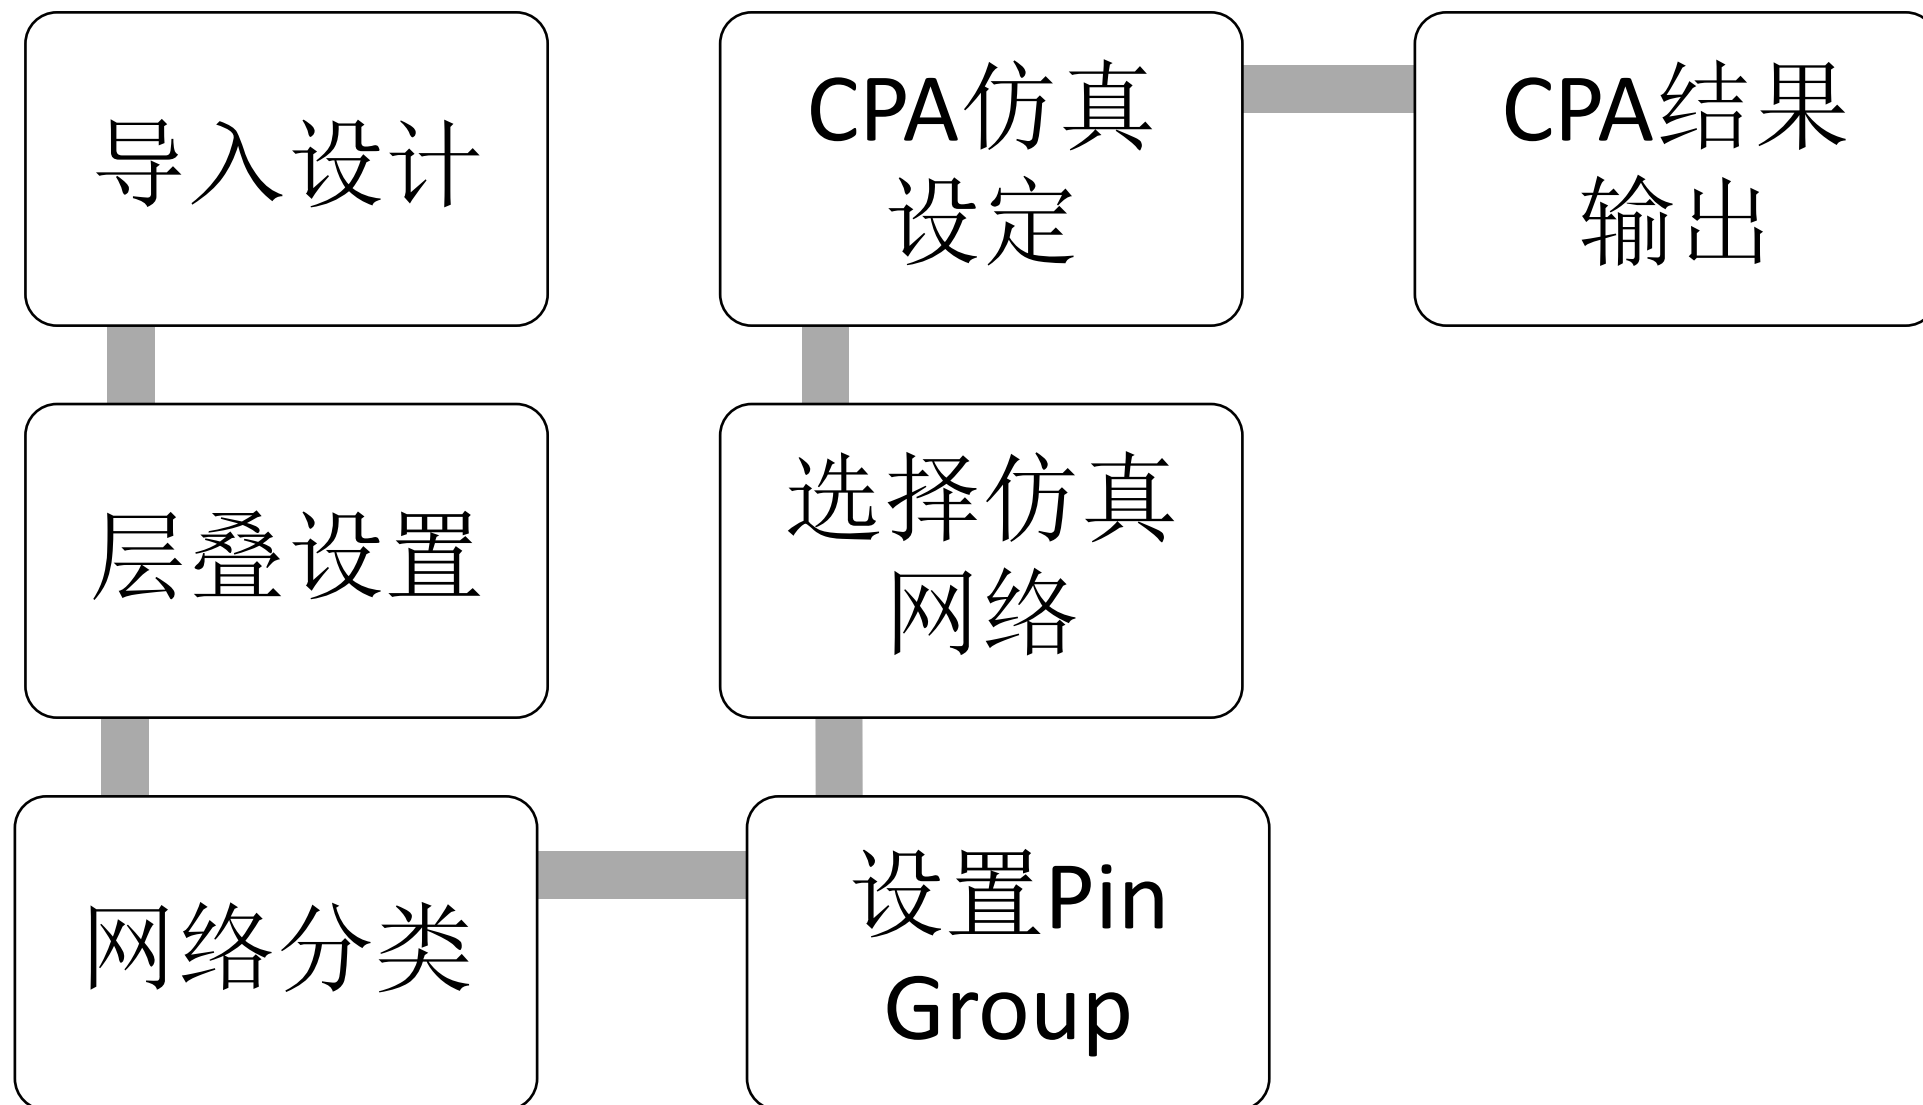 导入设计
层叠设置
网络分类
设置Pin
Group
选择仿真
网络
CPA仿真
设定
CPA结果
输出